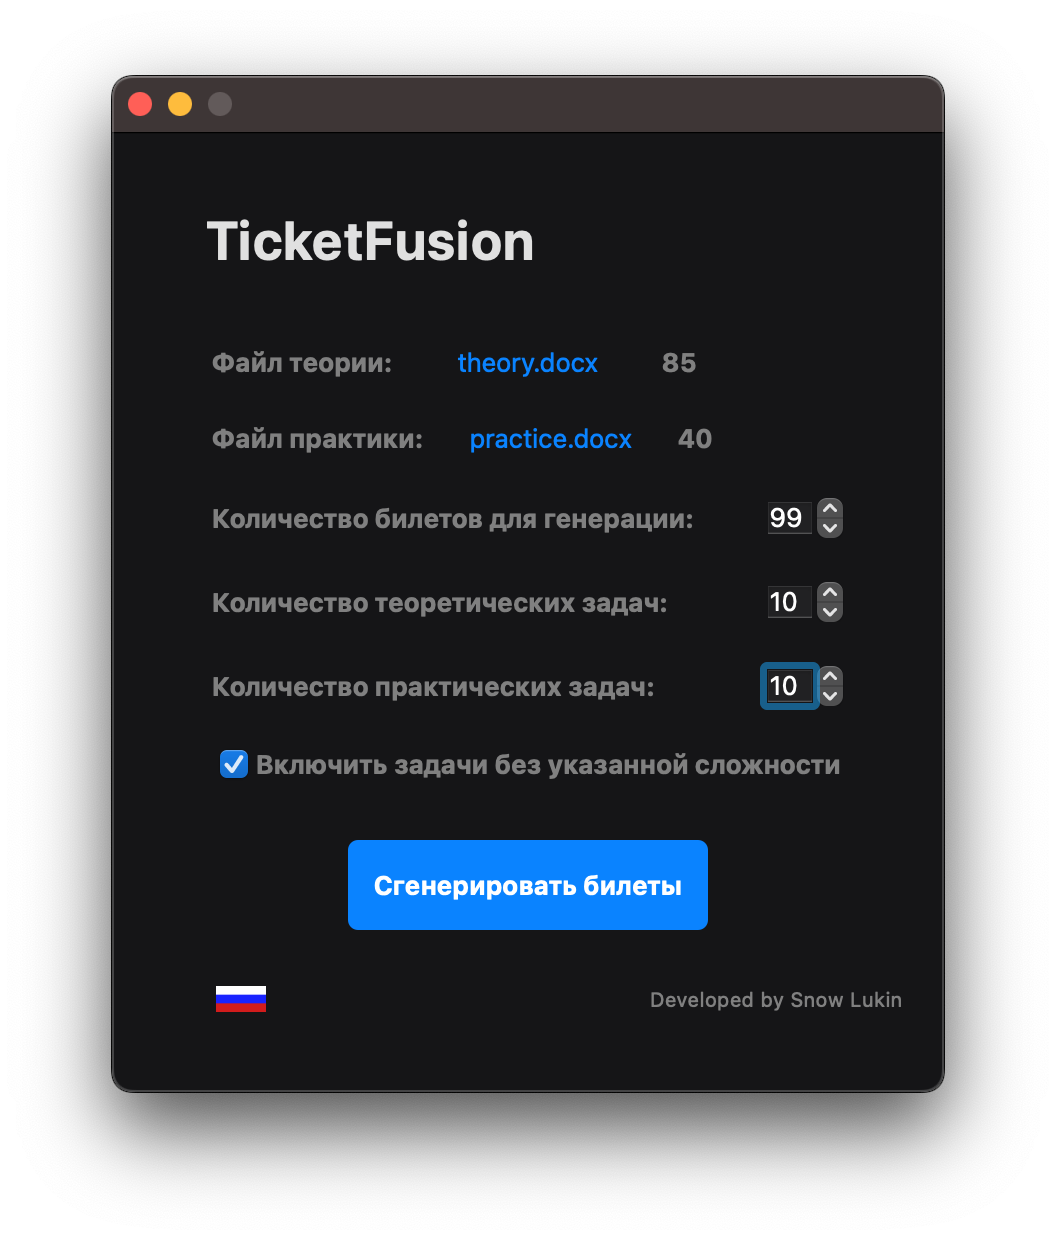 TicketFusion
Файл теории: theory.docx 85
Файл практики: practice.docx 40
Количество билетов для генерации: 99
Количество теоретических задач: 10
Количество практических задач: 10
Включить задачи без указанной сложности
Сгенерировать билеты
Developed by Snow Lukin